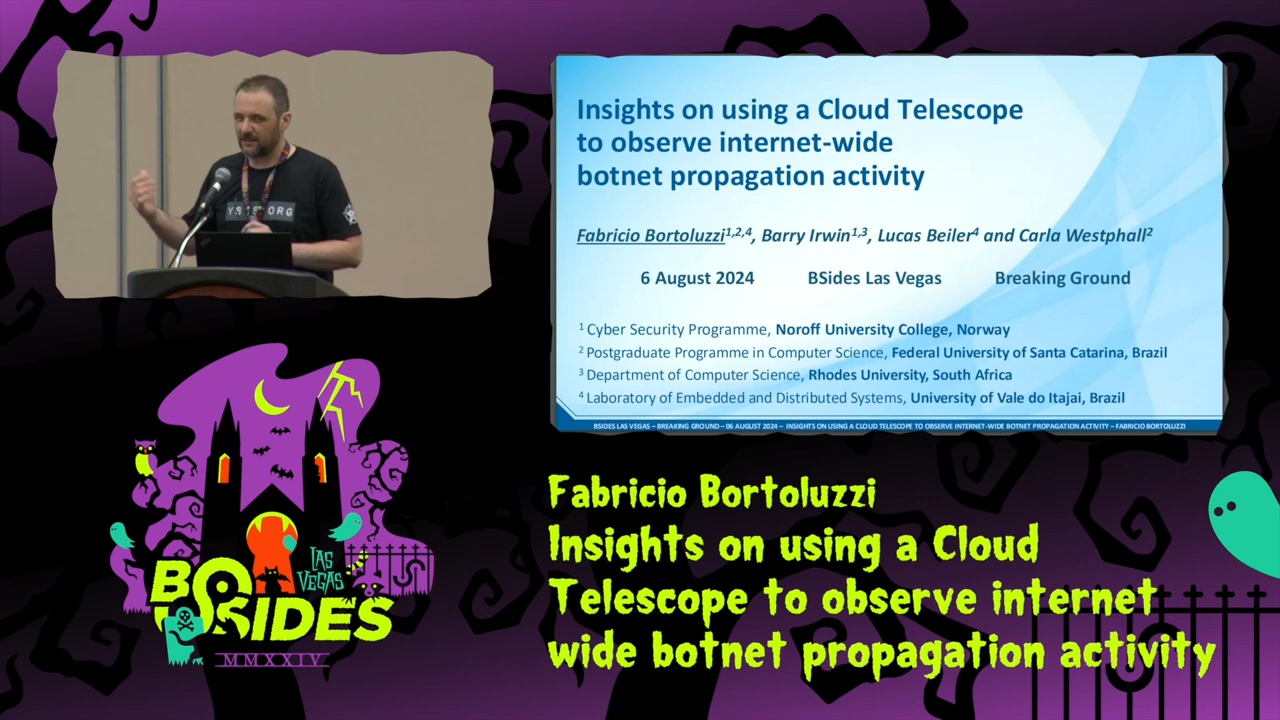 YSTS.ORG
Insights on using a Cloud Telescope
to observe internet-wide
botnet propagation activity
Fabricio Bortoluzzi1,2,4, Barry Irwin1,3, Lucas Beiler4 and Carla Westphall2
6 August 2024 BSides Las Vegas Breaking Ground
1 Cyber Security Programme, Noroff University College, Norway
2 Postgraduate Programme in Computer Science, Federal University of Santa Catarina, Brazil
3 Department of Computer Science, Rhodes University, South Africa
4 Laboratory of Embedded and Distributed Systems, University of Vale do Itajai, Brazil
BSIDES LAS VEGAS – BREAKING GROUND – 06 AUGUST 2024 – INSIGHTS ON USING A CLOUD TELESCOPE TO OBSERVE INTERNET-WIDE BOTNET PROPAGATION ACTIVITY – FABRICIO BORTOLUZZI
LAS
VEGAS
BSIDES
MMXXIV
Fabricio Bortoluzzi
Insights on using a Cloud
Telescope to observe internet
wide botnet propagation activity